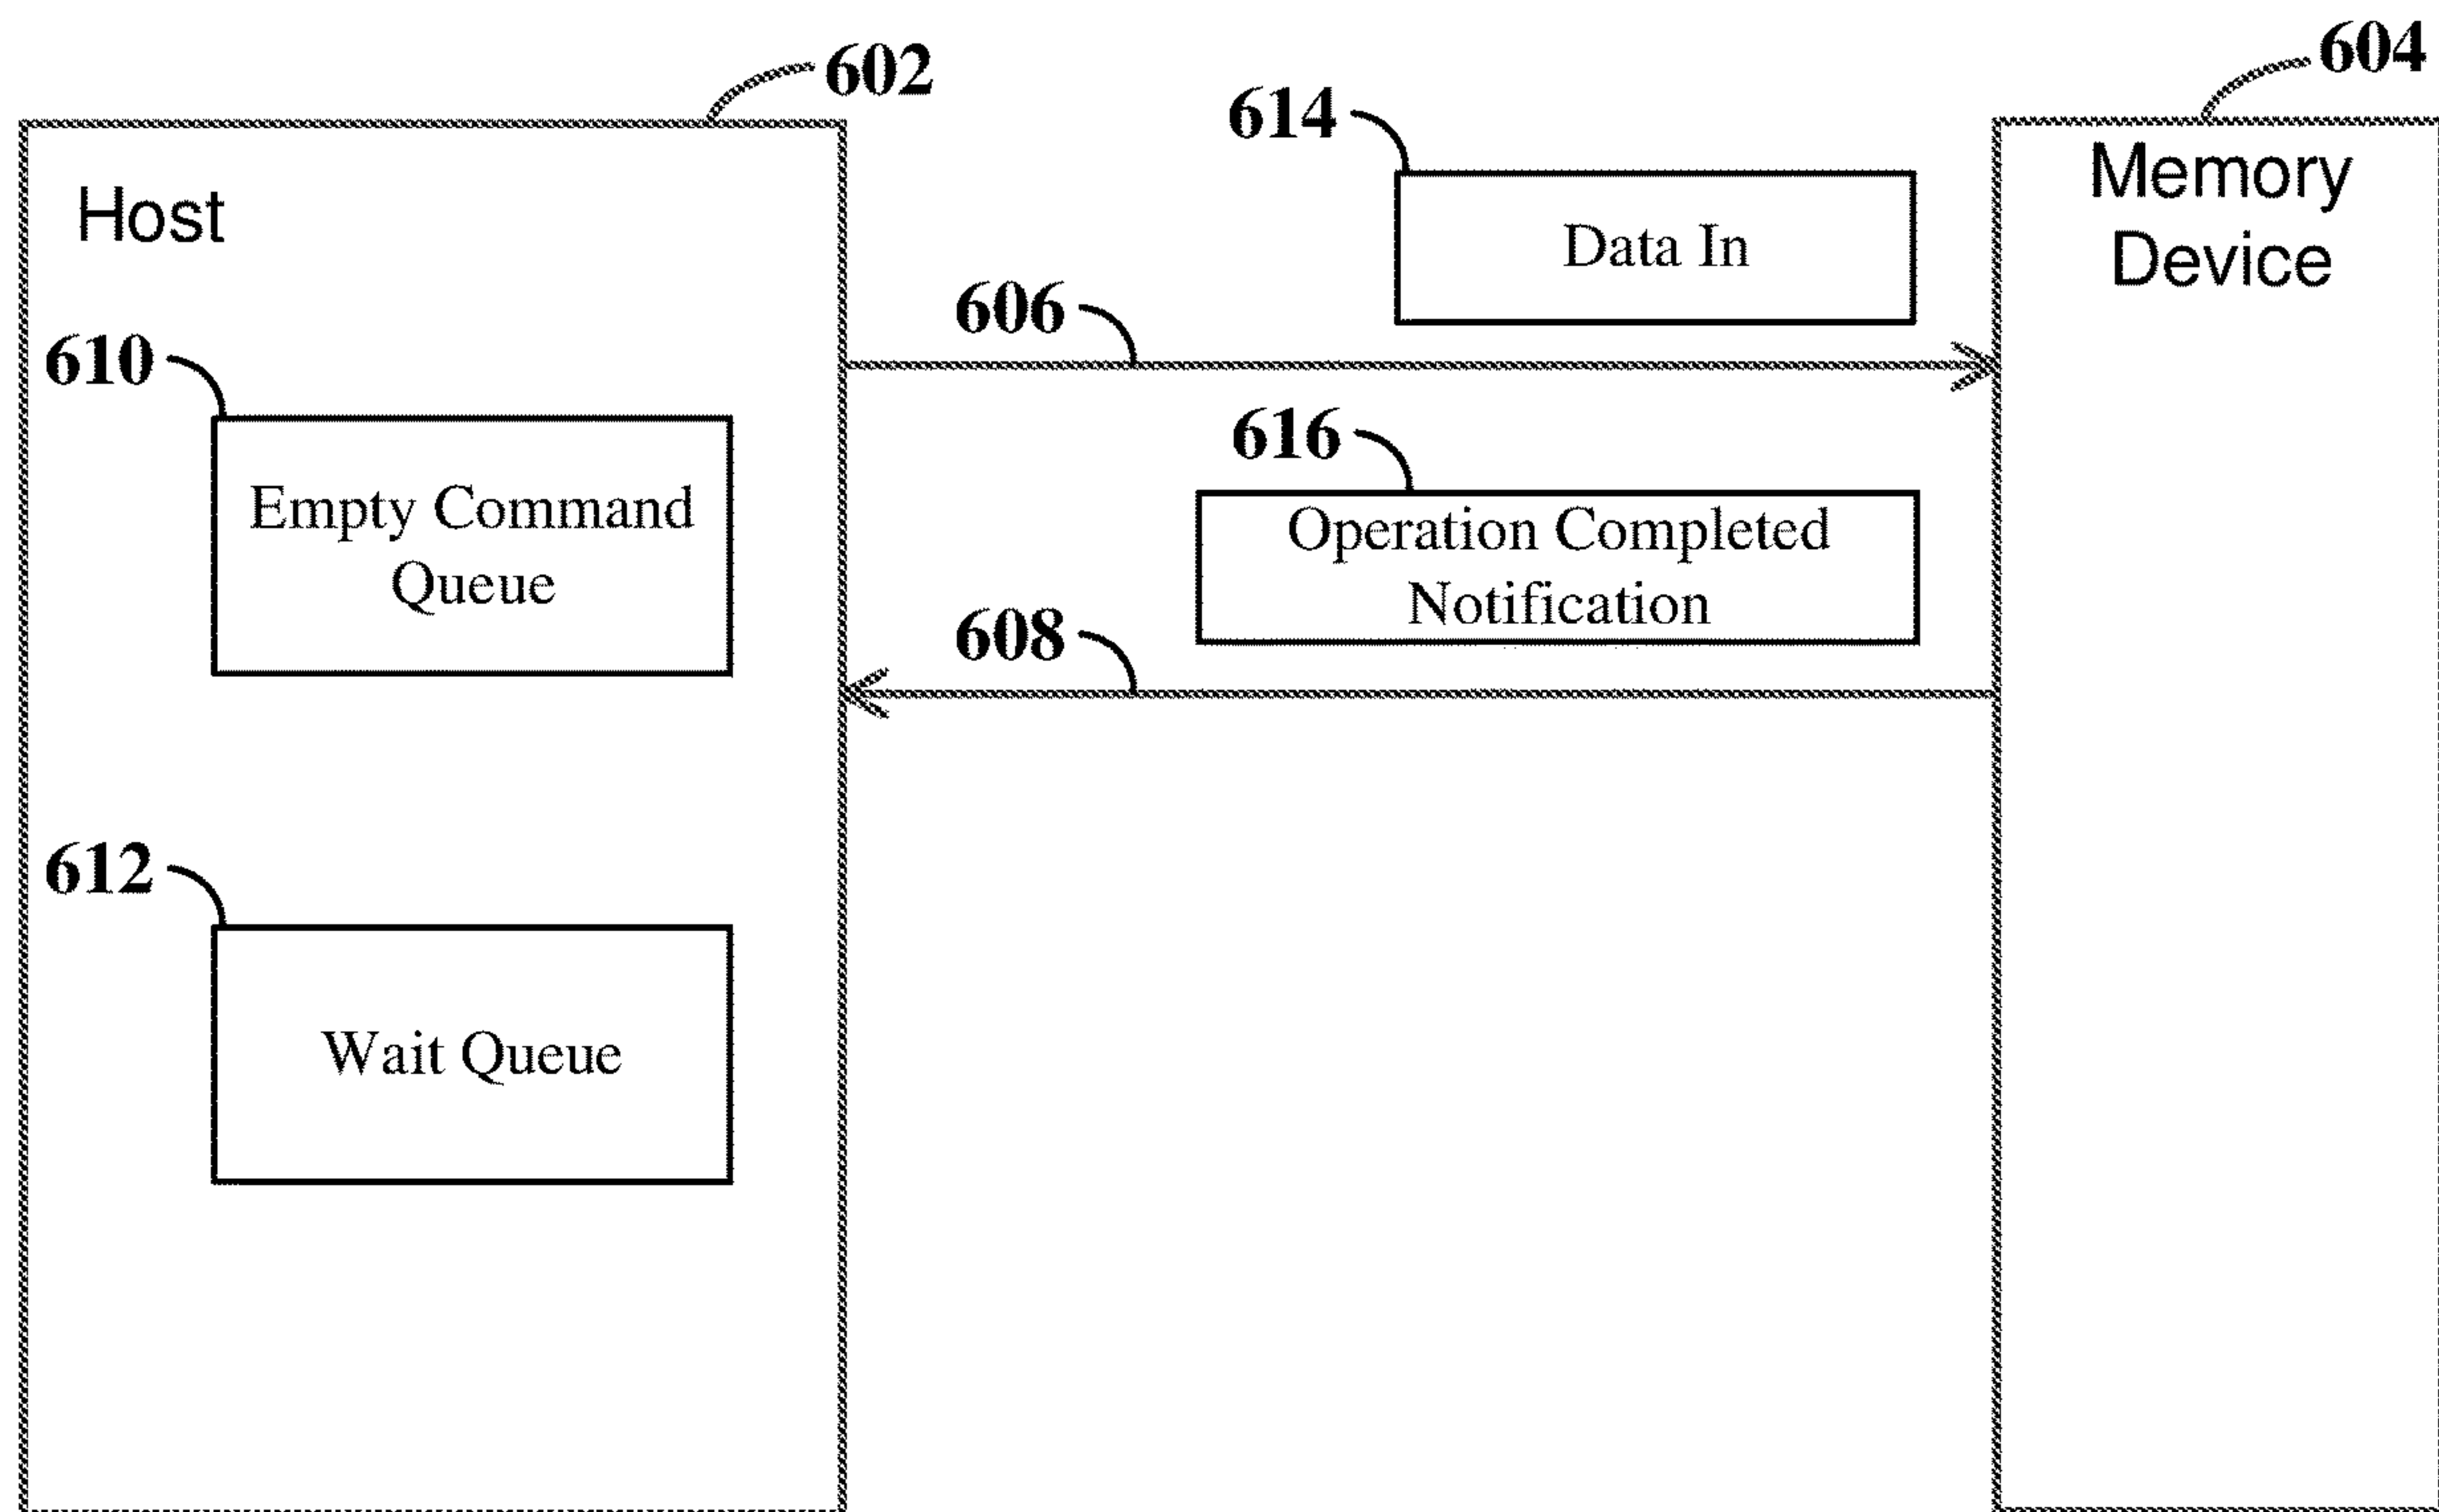 602
604
614
Host
Memory
Device
Data In
606
610
616
Empty Command
Queue
Operation Completed
Notification
608
612
Wait Queue